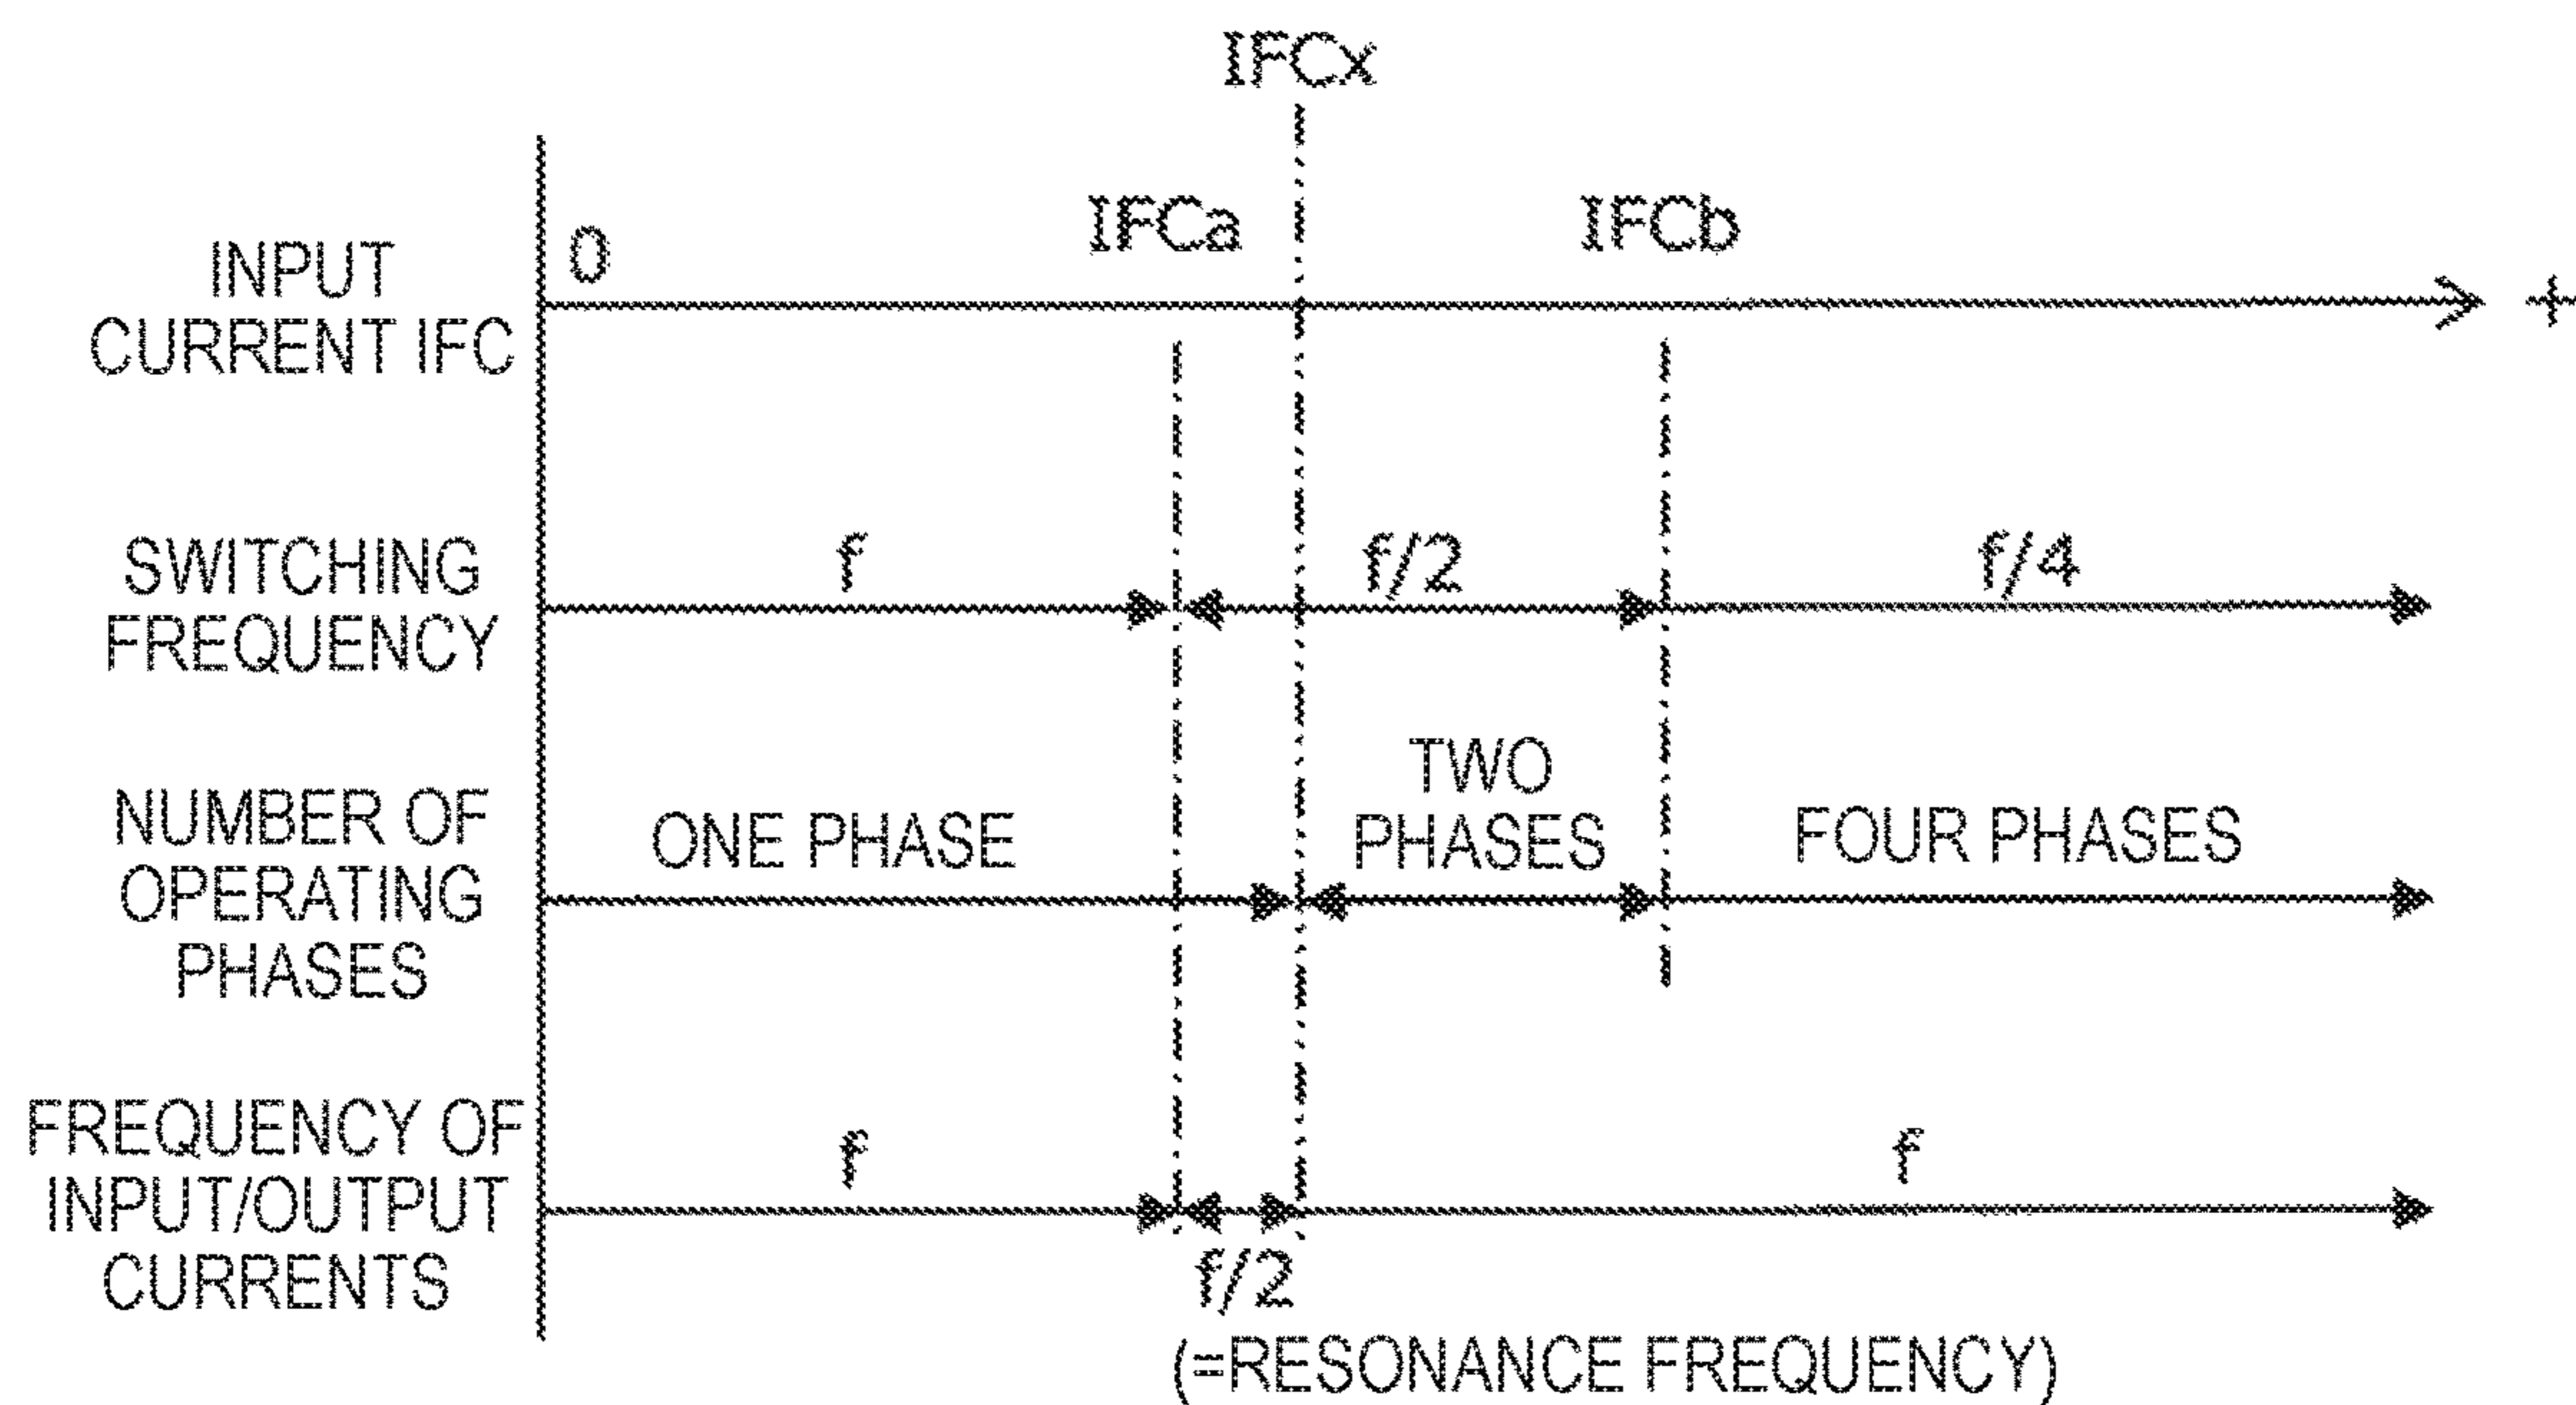 IFCx
IFCa
IFCb
0
+
INPUT
CURRENT IFC
SWITCHING
FREQUENCY
f
f/2
f/4
NUMBER OF
OPERATING
PHASES
ONE PHASE
TWO
PHASES
FOUR PHASES
FREQUENCY OF
INPUT/OUTPUT
CURRENTS
f
f
f/2
(=RESONANCE FREQUENCY)